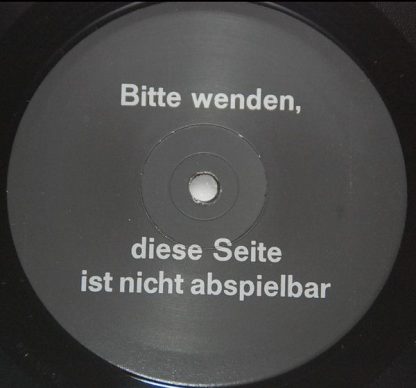 Bitte wenden,
diese Seite
ist nicht abspielbar